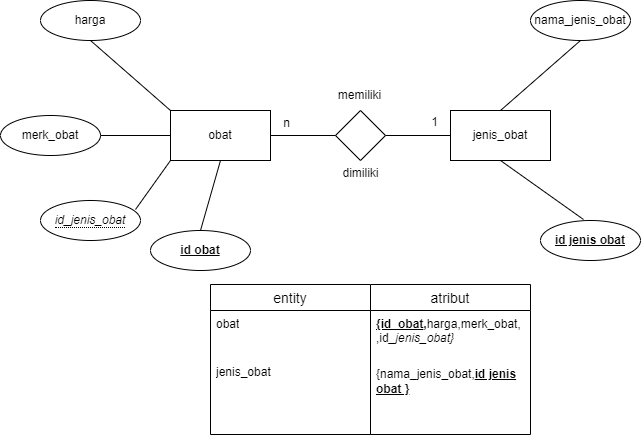 harga
nama_jenis_obat
memiliki
merk_obat
obat
n
1
jenis_obat
dimiliki
id_jenis_obat
id obat
id jenis obat
entity
atribut
obat
{id_obat,harga,merk_obat,
,id_jenis_obat}
jenis_obat
{nama_jenis_obat,id jenis
obat }